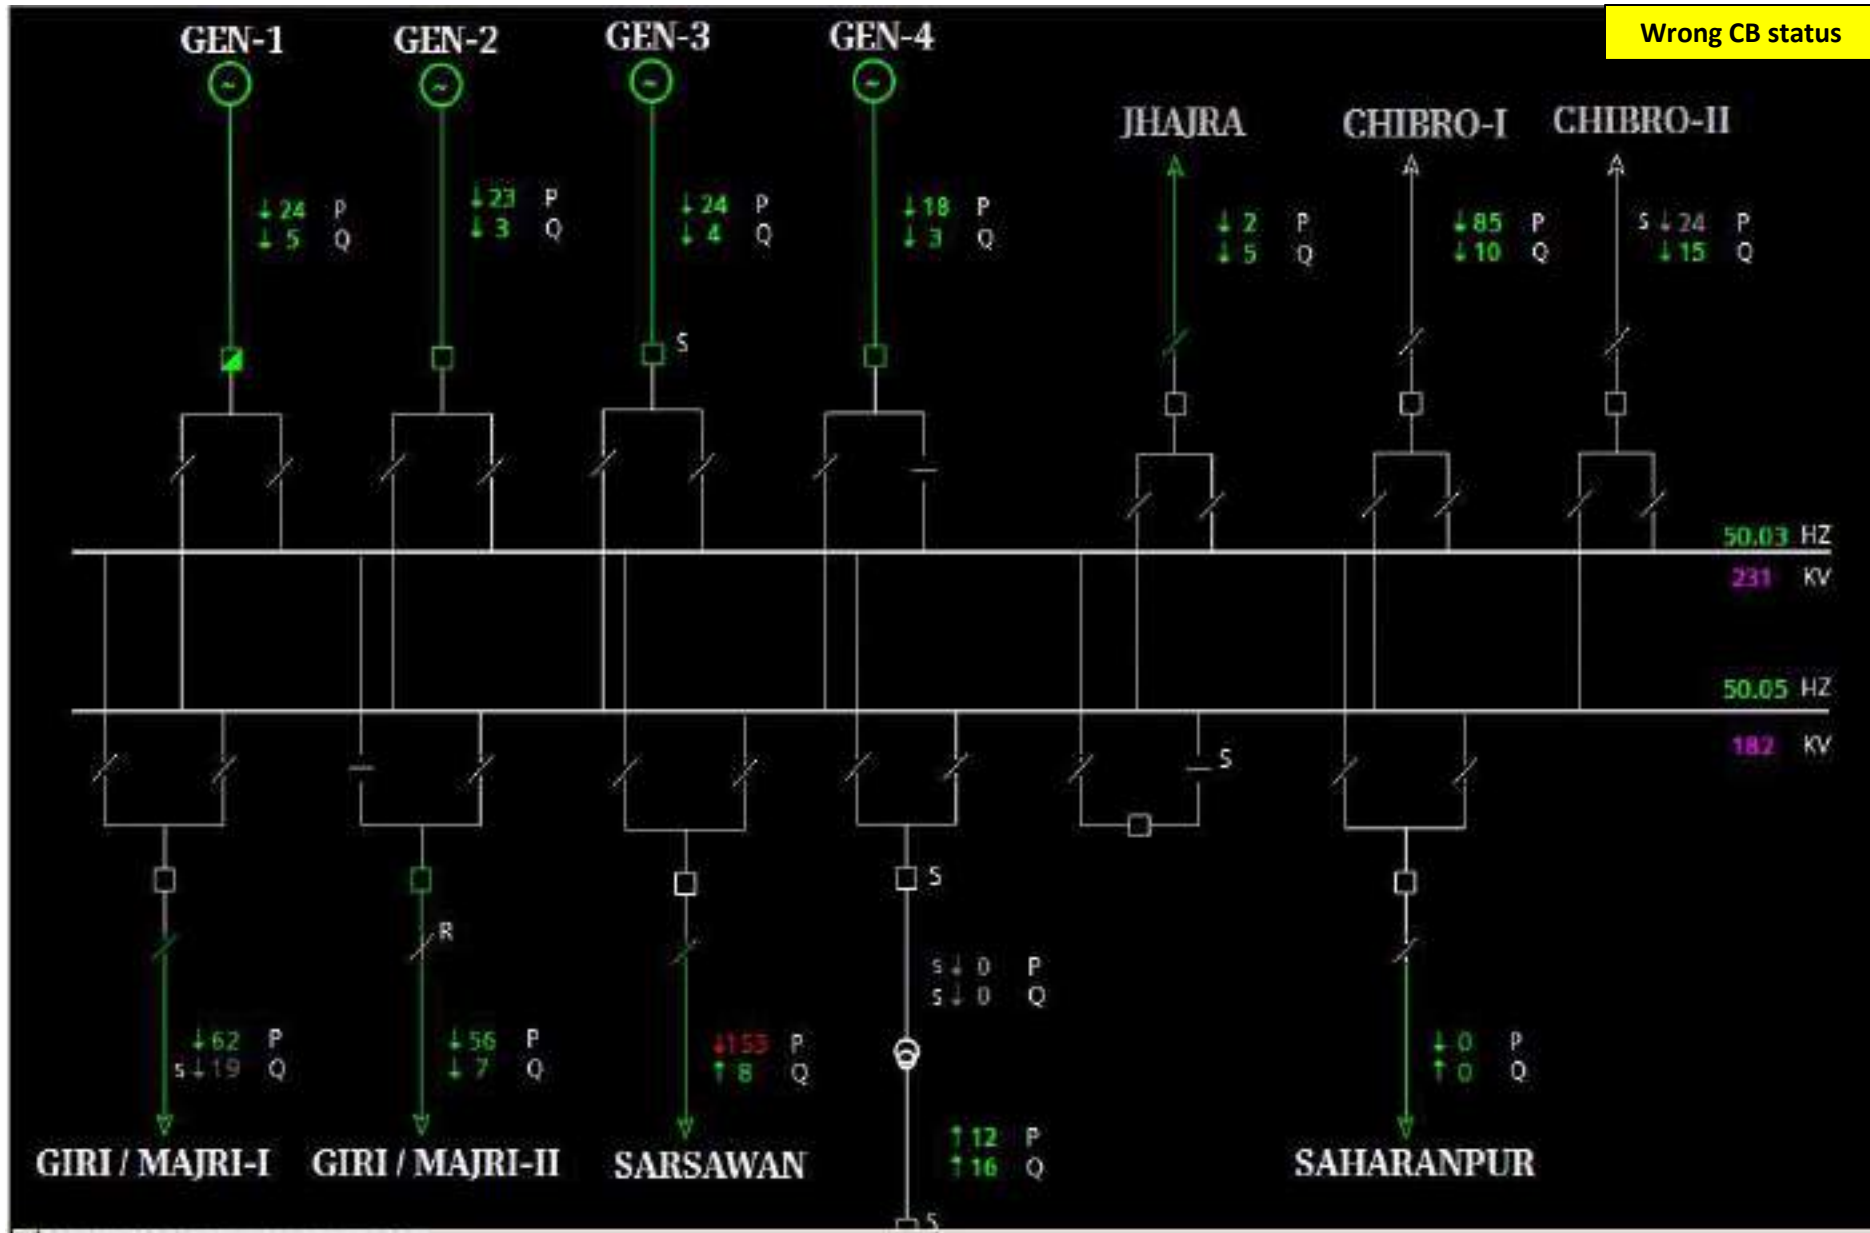 Wrong CB status
GEN-1 GEN-2 GEN-3 GEN-4
JHAJRA CHIBRO-I CHIBRO-II
↓24 P ↓23 P ↓24 P ↓18 P ↓2 P ↓85 P S ↓24 P
↓5 Q ↓3 Q ↓4 Q ↓3 Q ↓5 Q ↓10 Q ↓15 Q
S
50.03 HZ
231 KV
50.05 HZ
182 KV
S
S
R
S ↓ 0 P
S ↓ 0 Q
↓62 P ↓56 P ↓153 P ↓ 0 P
S ↓19 Q ↓ 7 Q ↑ 8 Q ↑ 0 Q
↑12 P
↑16 Q
GIRI / MAJRI-I GIRI / MAJRI-II SARSAWAN SAHARANPUR
S